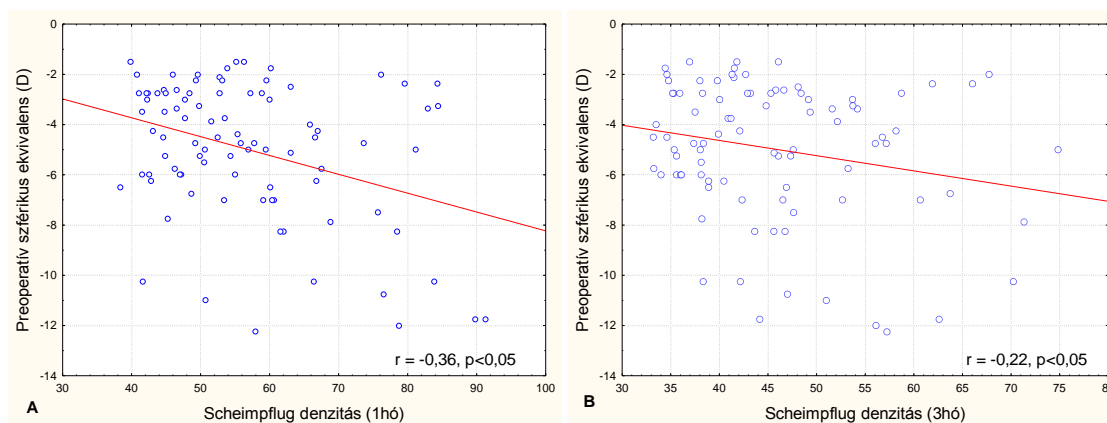 0
-2
-4
-6
-8
-10
-12
-14
Preoperatív szférikus ekvivalens (D)
r = -0,36, p<0,05
30 40 50 60 70 80 90 100
A
Scheimpflug denzitás (1hó)
0
-2
-4
-6
-8
-10
-12
-14
Preoperatív szférikus ekvivalens (D)
r = -0,22, p<0,05
30 35 40 45 50 55 60 65 70 75
B
Scheimpflug denzitás (3hó)